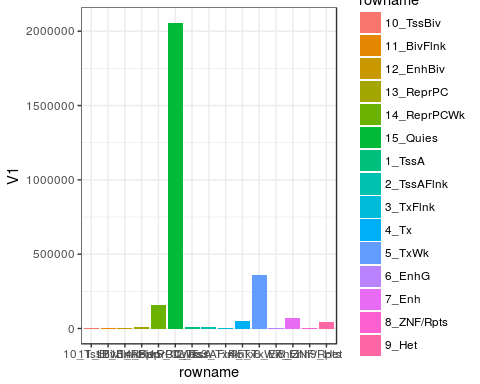 rowname
10_TssBiv
11_BivFlnk
12_EnhBiv
13_ReprPC
14_ReprPCWk
15_Quies
1_TssA
2_TssAFlnk
3_TxFlnk
4_Tx
5_TxWk
6_EnhG
7_Enh
8_ZNF/Rpts
9_Het
2000000
1500000
1000000
500000
0
V1
rowname